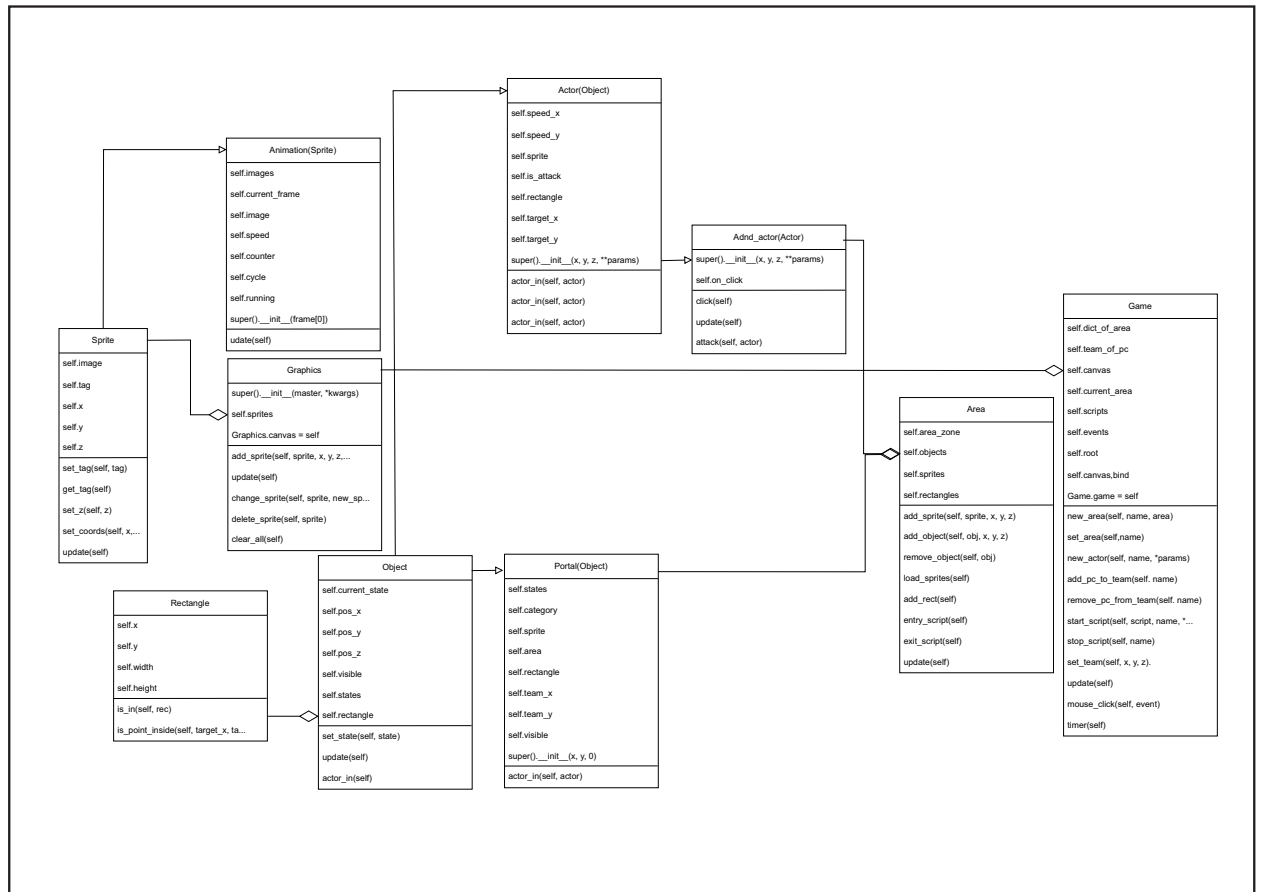 Actor(Object)
self.speed_x
self.speed_y
self.sprite
self.is_attack
self.rectangle
self.target_x
self.target_y
super().__init__(x, y, z, **params)
actor_in(self, actor)
actor_in(self, actor)
actor_in(self, actor)
Animation(Sprite)
self.images
self.current_frame
self.image
self.speed
self.counter
self.cycle
self.running
super().__init__(frame[0])
udate(self)
Adnd_actor(Actor)
super().__init__(x, y, z, **params)
self.on_click
click(self)
update(self)
attack(self, actor)
Game
self.dict_of_area
self.team_of_pc
self.canvas
self.current_area
self.scripts
self.events
self.root
self.canvas,bind
Game.game = self
new_area(self, name, area)
set_area(self,name)
new_actor(self, name, *params)
add_pc_to_team(self. name)
remove_pc_from_team(self. name)
start_script(self, script, name, *...
stop_script(self, name)
set_team(self, x, y, z).
update(self)
mouse_click(self, event)
timer(self)
Sprite
self.image
self.tag
self.x
self.y
self.z
set_tag(self, tag)
get_tag(self)
set_z(self, z)
set_coords(self, x,...
update(self)
Graphics
super().__init__(master, *kwargs)
self.sprites
Graphics.canvas = self
add_sprite(self, sprite, x, y, z,...
update(self)
change_sprite(self, sprite, new_sp...
delete_sprite(self, sprite)
clear_all(self)
Area
self.area_zone
self.objects
self.sprites
self.rectangles
add_sprite(self, sprite, x, y, z)
add_object(self, obj, x, y, z)
remove_object(self, obj)
load_sprites(self)
add_rect(self)
entry_script(self)
exit_script(self)
update(self)
Object
self.current_state
self.pos_x
self.pos_y
self.pos_z
self.visible
self.states
self.rectangle
set_state(self, state)
update(self)
actor_in(self)
Portal(Object)
self.states
self.category
self.sprite
self.area
self.rectangle
self.team_x
self.team_y
self.visible
super().__init__(x, y, 0)
actor_in(self, actor)
Rectangle
self.x
self.y
self.width
self.height
is_in(self, rec)
is_point_inside(self, target_x, ta...